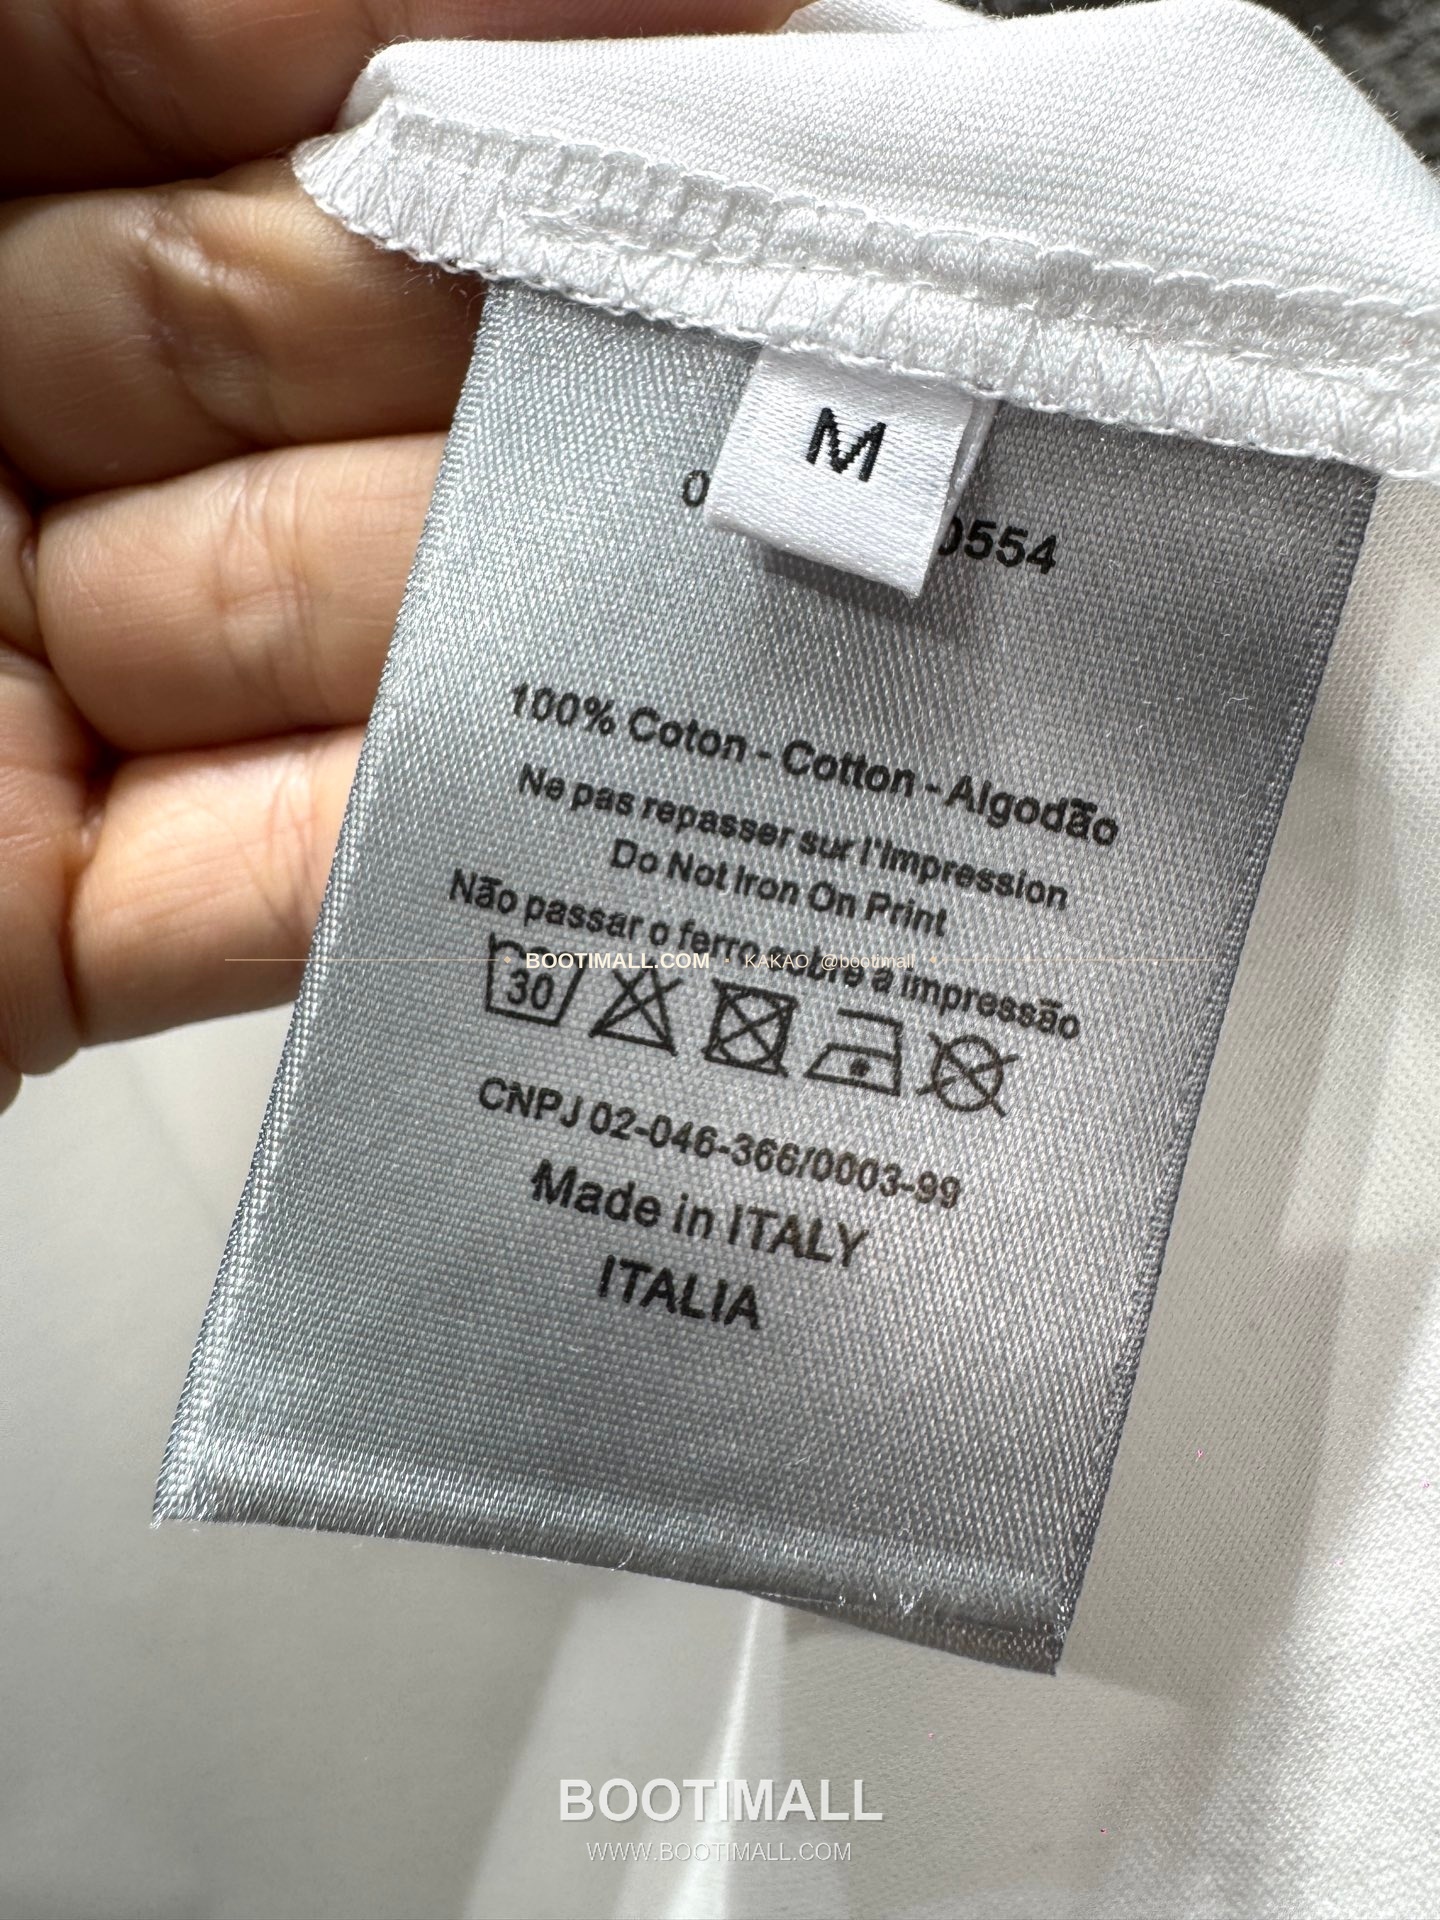 M
0554
100% Coton - Cotton - Algodão
Ne pas repasser sur l'impression
Do Not Iron On Print
Não passar o ferro sobre a impressão
BOOTIMALL.COM • KAKAO @bootimall
30
CNPJ 02-046-366/0003-99
Made in ITALY
ITALIA
BOOTIMALL
WWW.BOOTIMALL.COM